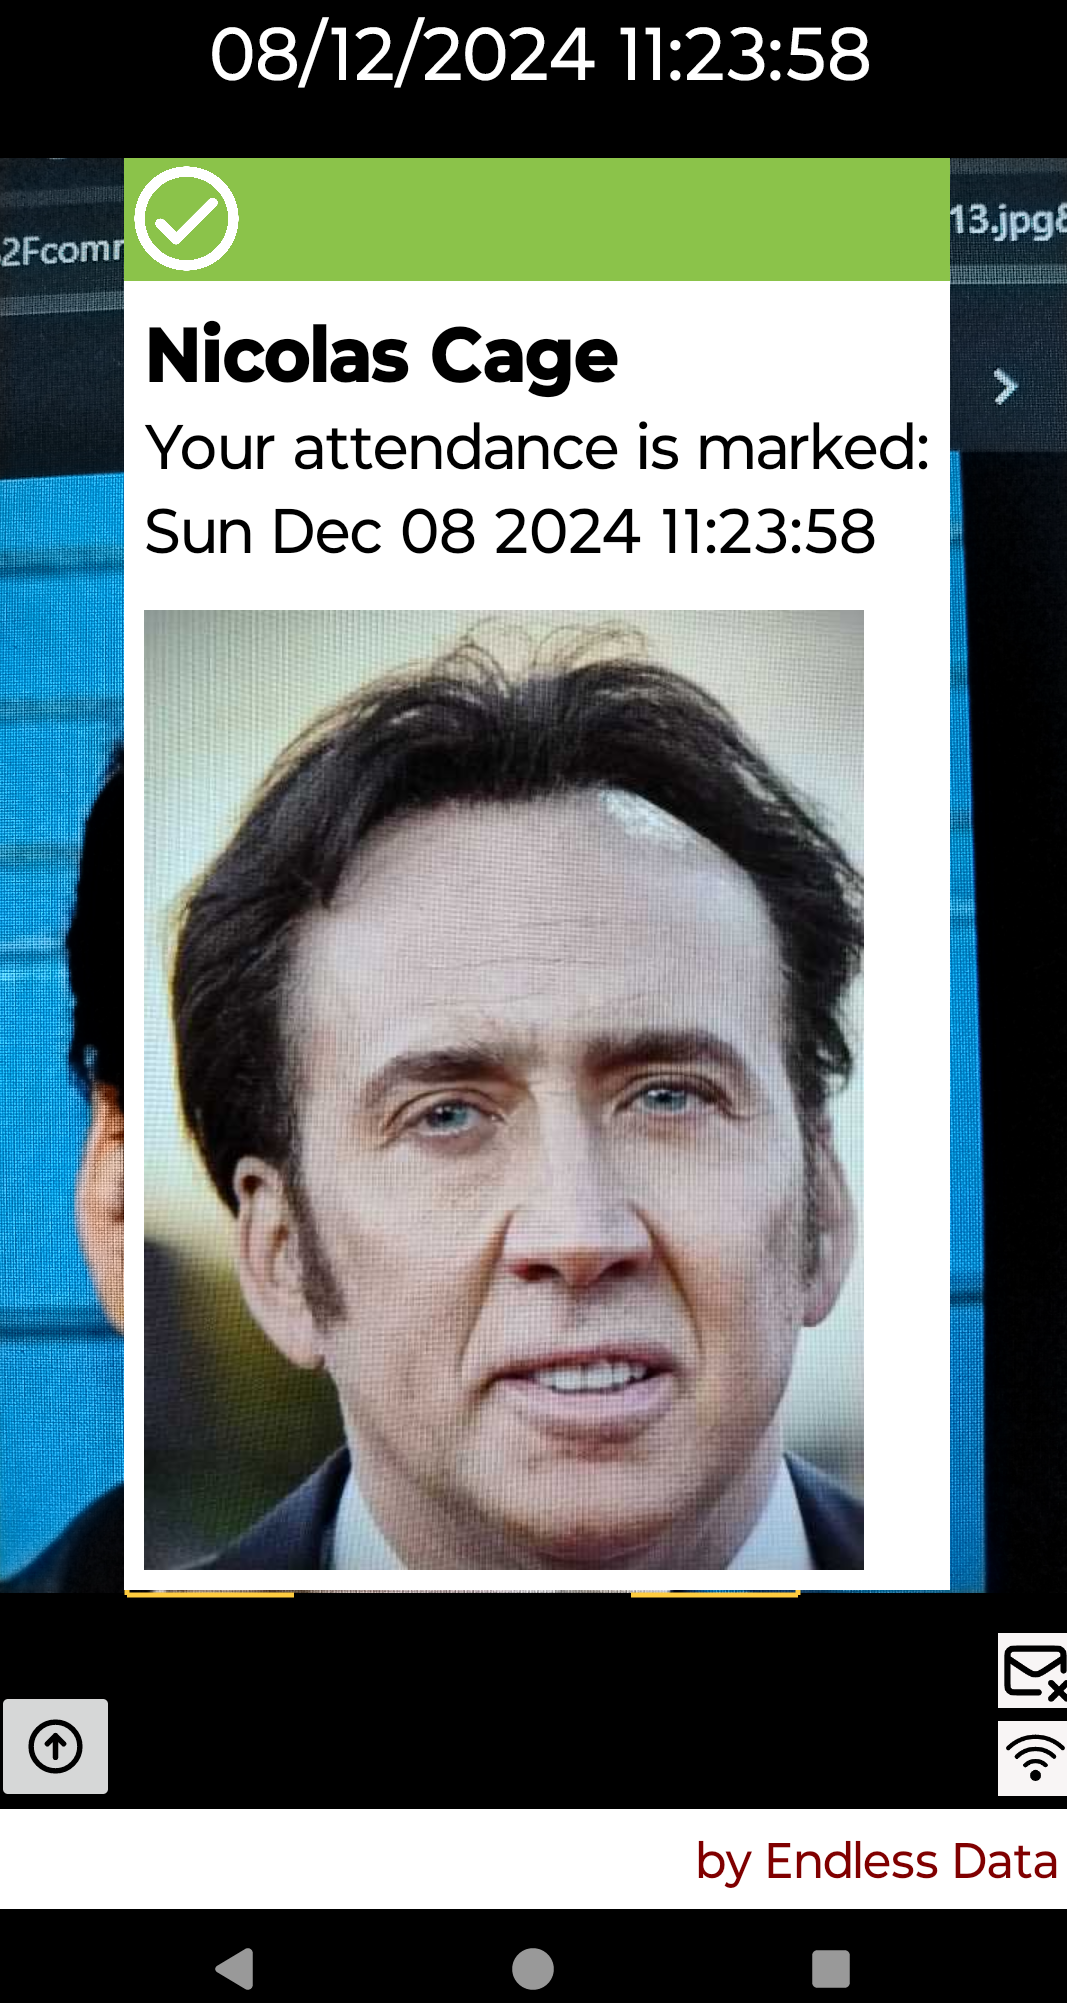 08/12/2024 11:23:58
2Fcomm
13.jpg&
Nicolas Cage
Your attendance is marked:
Sun Dec 08 2024 11:23:58
by Endless Data